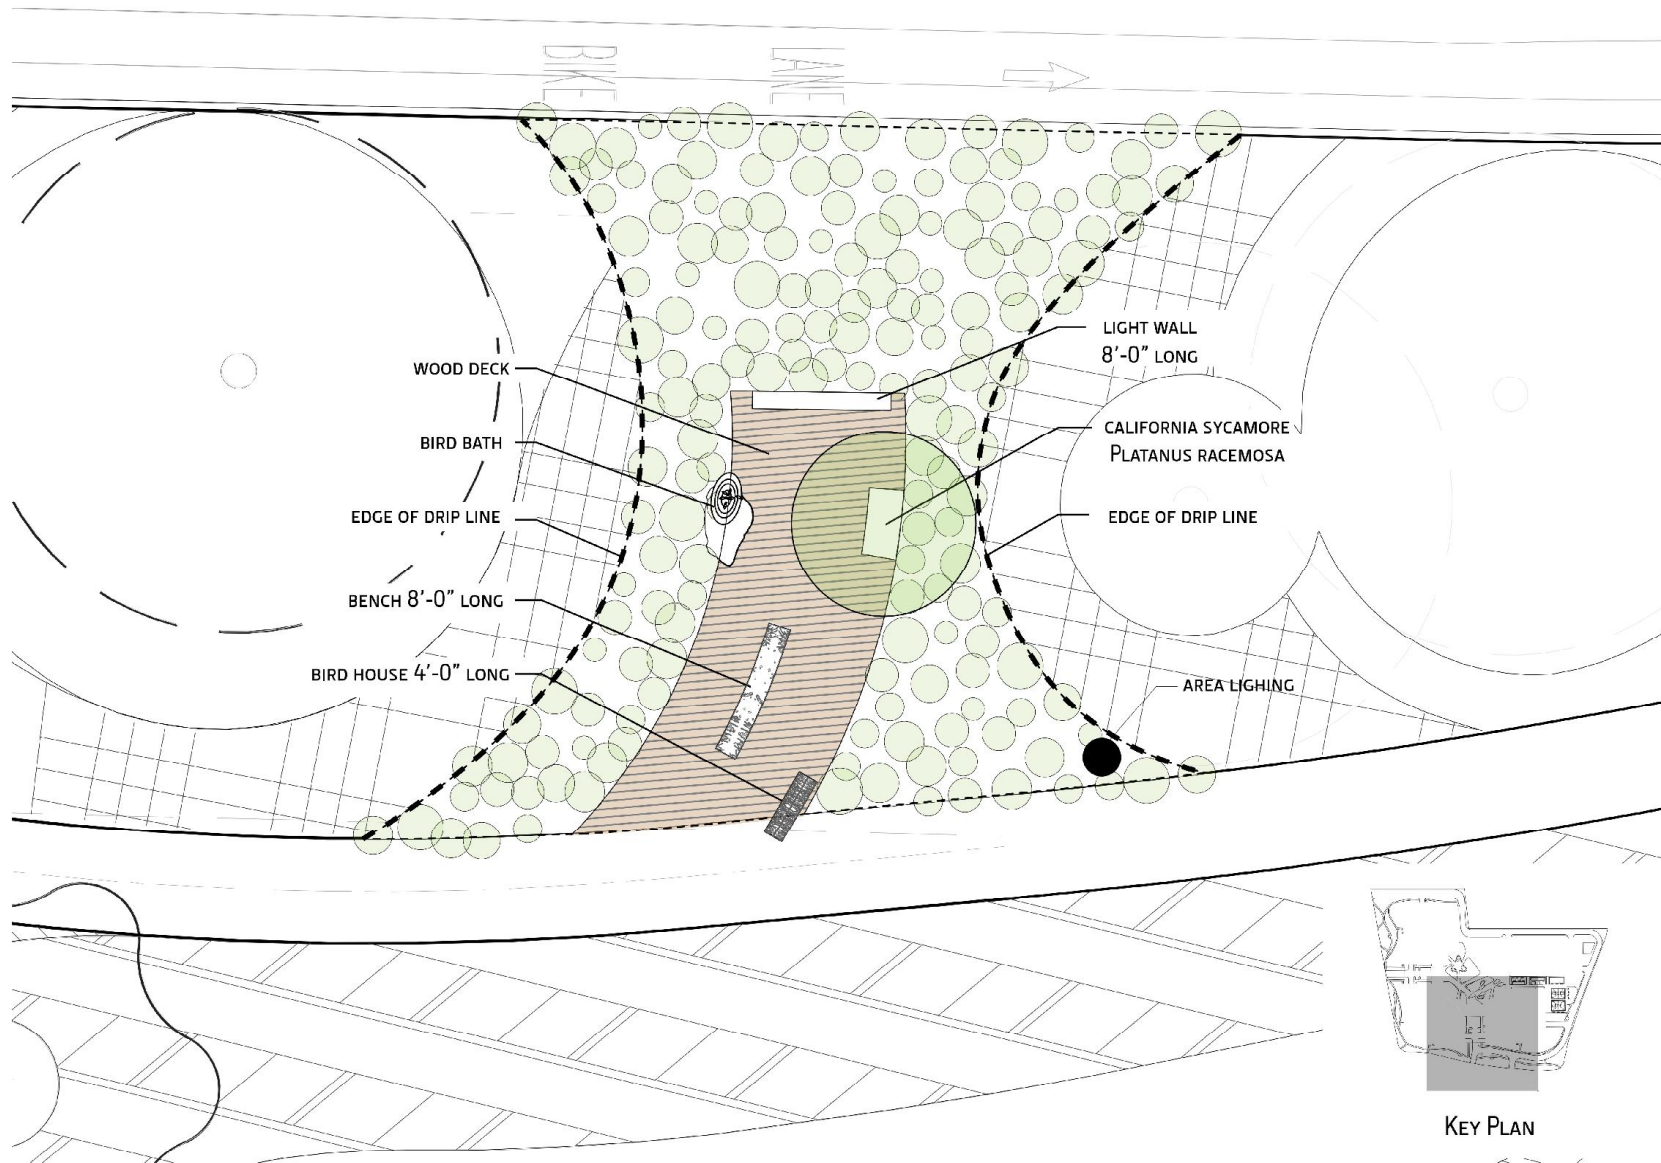 BIKE
LANE
LIGHT WALL
8'-0" LONG
WOOD DECK
CALIFORNIA SYCAMORE
PLATANUS RACEMOSA
BIRD BATH
EDGE OF DRIP LINE
EDGE OF DRIP LINE
BENCH 8'-0" LONG
BIRD HOUSE 4'-0" LONG
AREA LIGHING
KEY PLAN